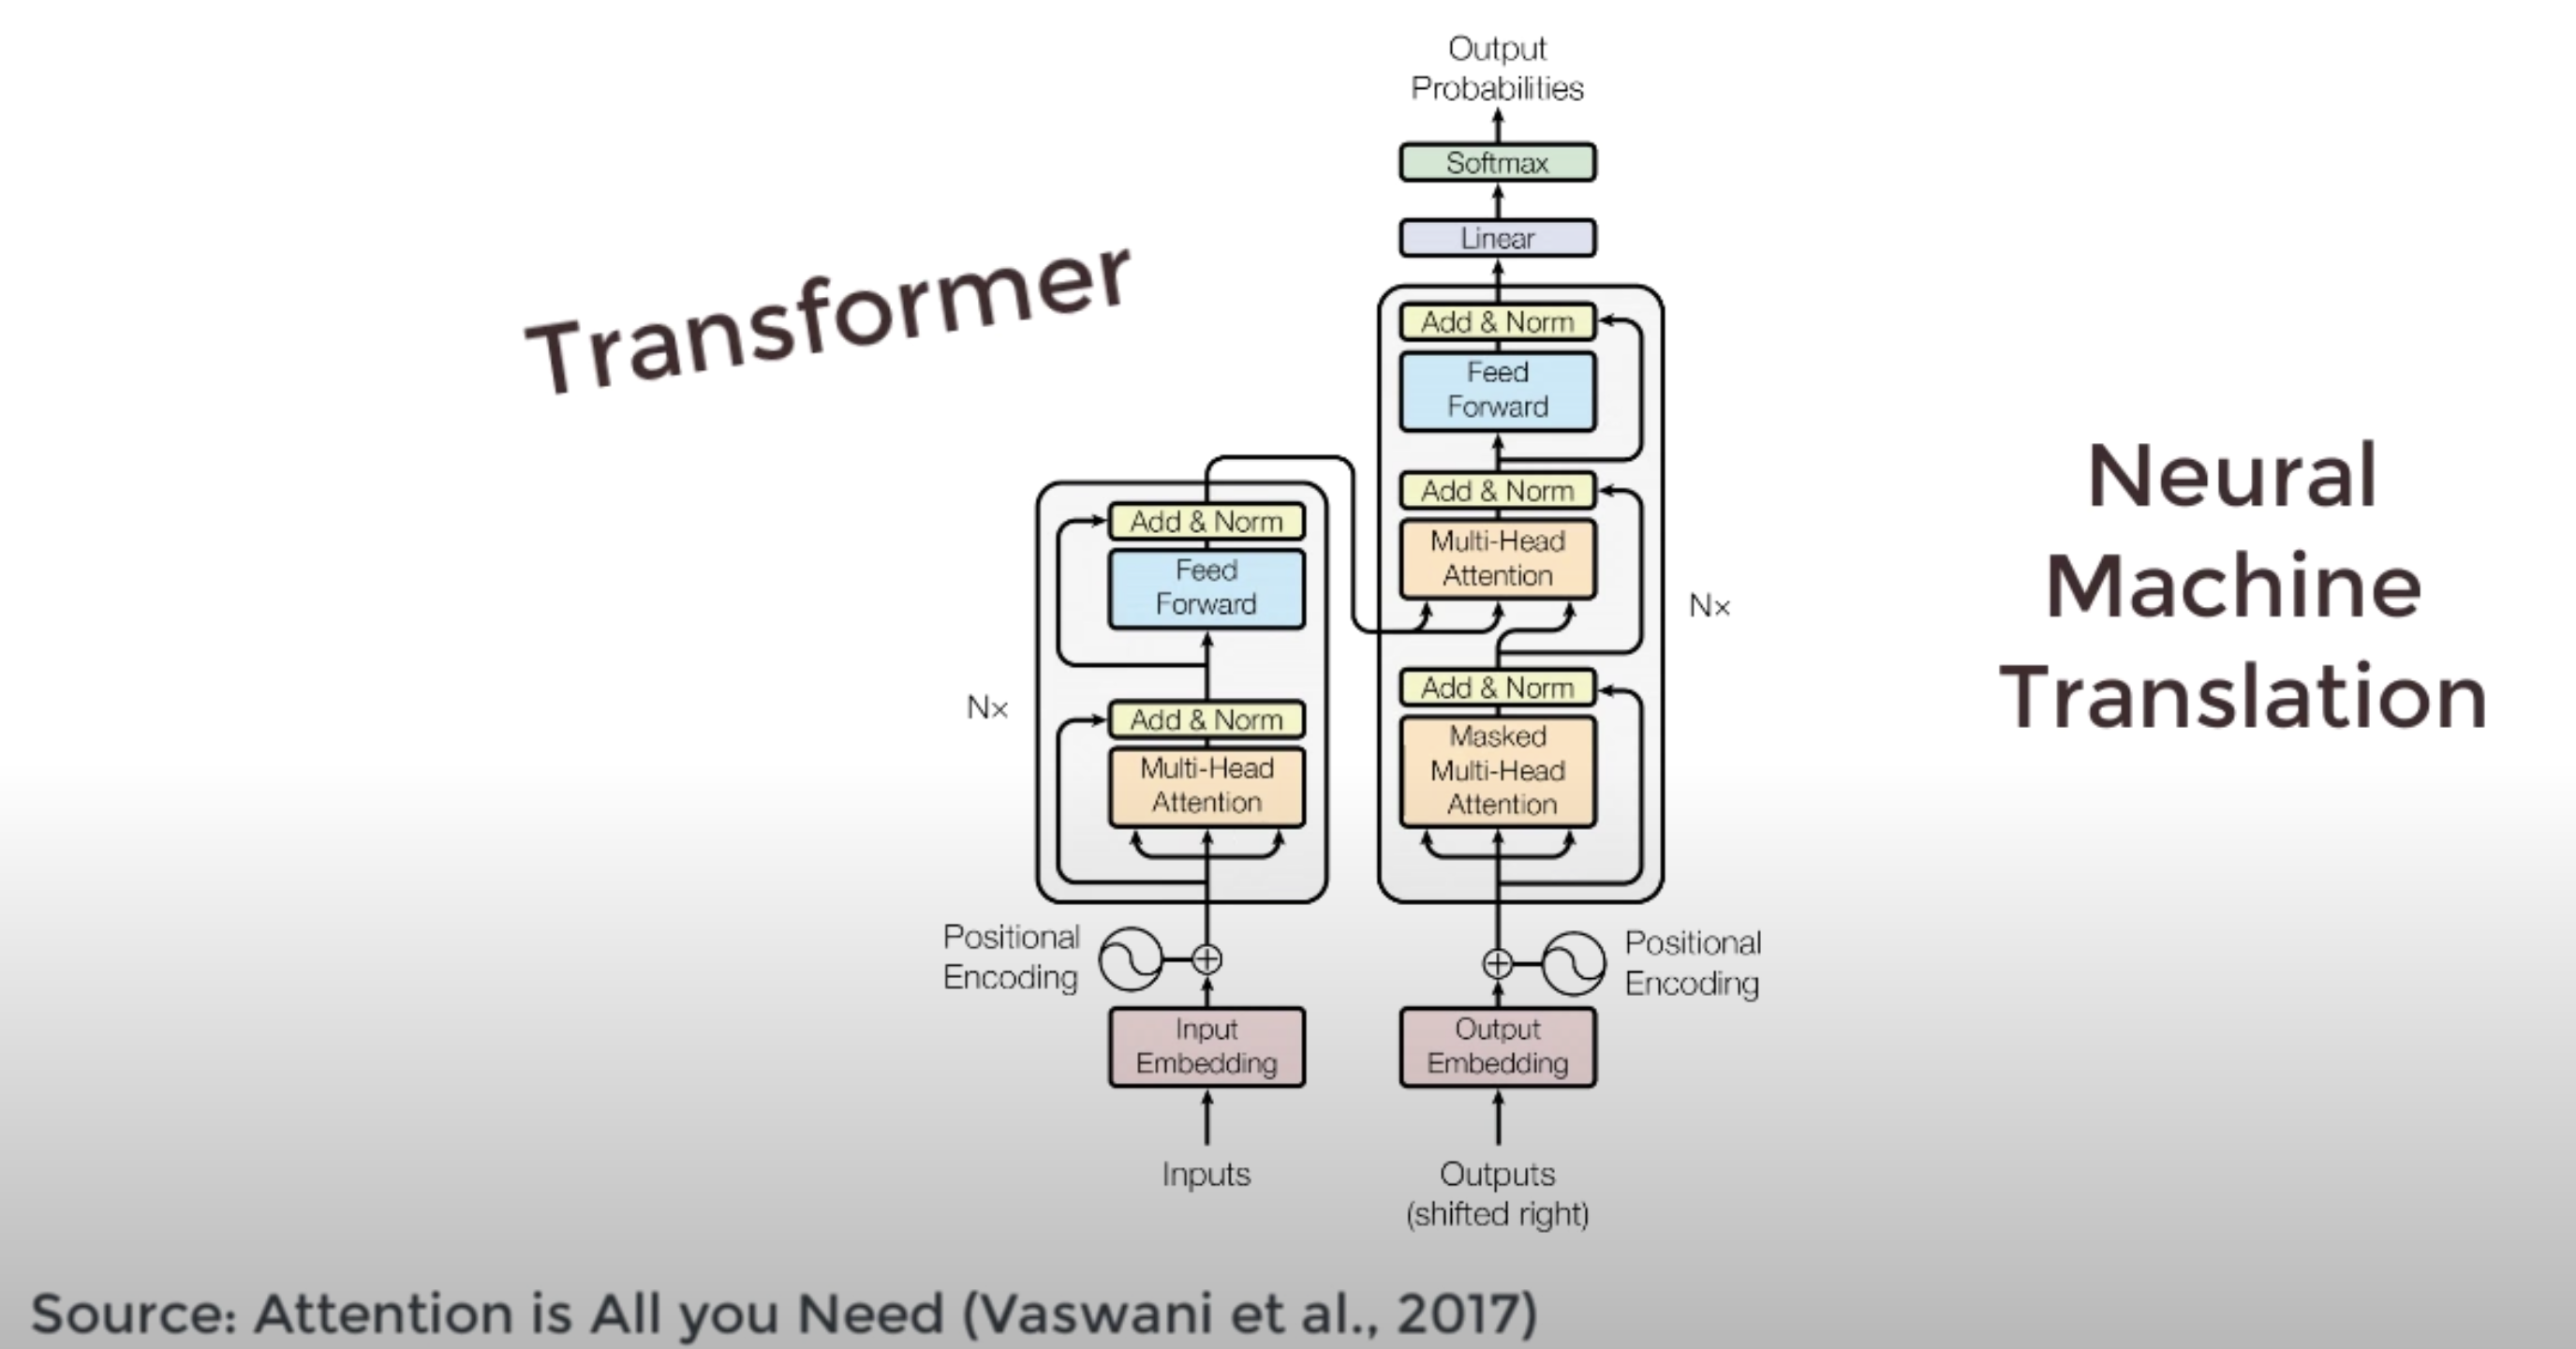 Output
Probabilities
Softmax
Linear
Transformer
Add & Norm
Feed
Forward
Add & Norm
Multi-Head
Attention
Nx
Add & Norm
Masked
Multi-Head
Attention
Add & Norm
Feed
Forward
Nx
Add & Norm
Multi-Head
Attention
Neural
Machine
Translation
Positional
Encoding
Positional
Encoding
Input
Embedding
Output
Embedding
Inputs
Outputs
(shifted right)
Source: Attention is All you Need (Vaswani et al., 2017)